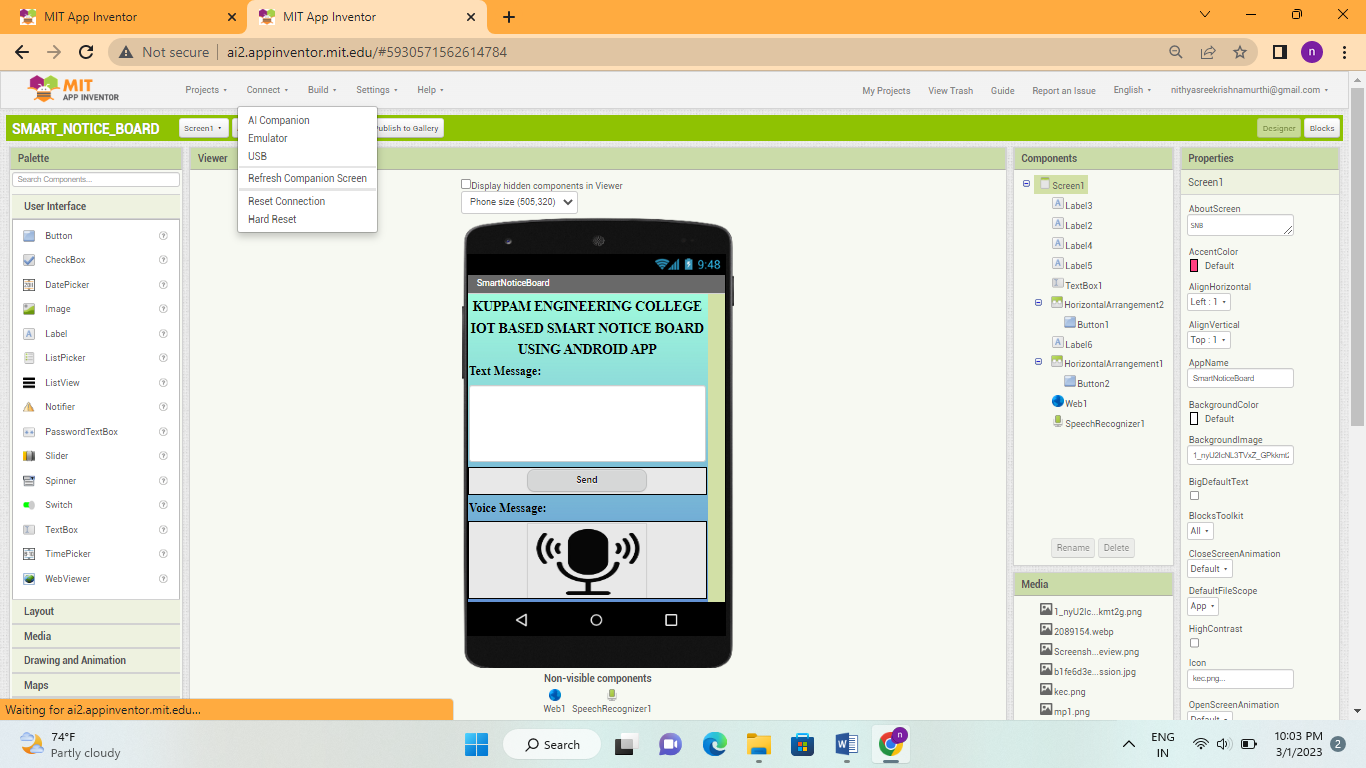 MIT App Inventor
MIT App Inventor
Not secure
ai2.appinventor.mit.edu/#5930571562614784
n
MIT
APP INVENTOR
Projects
Connect
Build
Settings
Help
My Projects
View Trash
Guide
Report an Issue
English
nithyasreekrishnamurthi@gmail.com
SMART_NOTICE_BOARD
Screen1
Publish to Gallery
Designer
Blocks
AI Companion
Emulator
USB
Refresh Companion Screen
Reset Connection
Hard Reset
Palette
Search Components...
User Interface
Button
CheckBox
DatePicker
Image
Label
ListPicker
ListView
Notifier
PasswordTextBox
Slider
Spinner
Switch
TextBox
TimePicker
WebViewer
Layout
Media
Drawing and Animation
Maps
Viewer
Display hidden components in Viewer
Phone size (505,320)
9:48
SmartNoticeBoard
KUPPAM ENGINEERING COLLEGE
IOT BASED SMART NOTICE BOARD
USING ANDROID APP
Text Message:
Send
Voice Message:
Non-visible components
Web1
SpeechRecognizer1
Components
Screen1
Label3
Label2
Label4
Label5
TextBox1
HorizontalArrangement2
Button1
Label6
HorizontalArrangement1
Button2
Web1
SpeechRecognizer1
Rename
Delete
Media
1_nyU2Ic...kmt2g.png
2089154.webp
Screensh...eview.png
b1fe6d3e...ssion.jpg
kec.png
mp1.png
Properties
Screen1
AboutScreen
SNB
AccentColor
Default
AlignHorizontal
Left : 1
AlignVertical
Top : 1
AppName
SmartNoticeBoard
BackgroundColor
Default
BackgroundImage
1_nyU2IcNL3TVxZ_GPkkmt2
BigDefaultText
BlocksToolkit
All
CloseScreenAnimation
Default
DefaultFileScope
App
HighContrast
Icon
kec.png...
OpenScreenAnimation
Default
Waiting for ai2.appinventor.mit.edu...
74°F
Partly cloudy
Search
n
ENG
IN
10:03 PM
3/1/2023
2